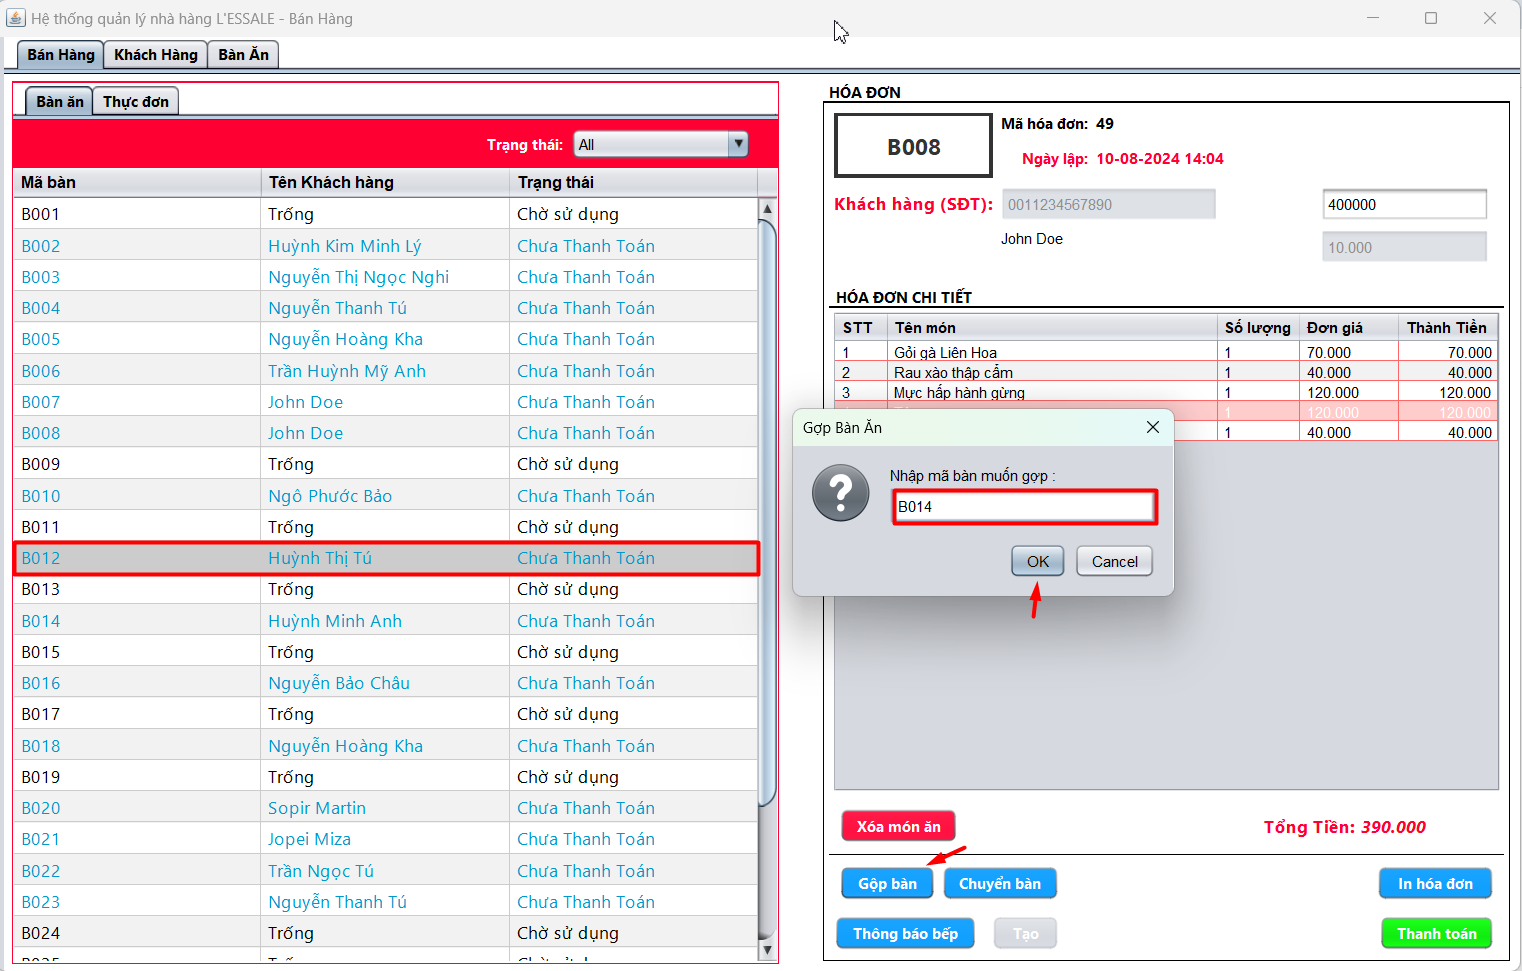 Hệ thống quản lý nhà hàng L'ESSALE - Bán Hàng
Bán Hàng Khách Hàng Bàn Ăn
Bàn ăn Thực đơn
Trạng thái: All
Mã bàn Tên Khách hàng Trạng thái
B001 Trống Chờ sử dụng
B002 Huỳnh Kim Minh Lý Chưa Thanh Toán
B003 Nguyễn Thị Ngọc Nghi Chưa Thanh Toán
B004 Nguyễn Thanh Tú Chưa Thanh Toán
B005 Nguyễn Hoàng Kha Chưa Thanh Toán
B006 Trần Huỳnh Mỹ Anh Chưa Thanh Toán
B007 John Doe Chưa Thanh Toán
B008 John Doe Chưa Thanh Toán
B009 Trống Chờ sử dụng
B010 Ngô Phước Bảo Chưa Thanh Toán
B011 Trống Chờ sử dụng
B012 Huỳnh Thị Tú Chưa Thanh Toán
B013 Trống Chờ sử dụng
B014 Huỳnh Minh Anh Chưa Thanh Toán
B015 Trống Chờ sử dụng
B016 Nguyễn Bảo Châu Chưa Thanh Toán
B017 Trống Chờ sử dụng
B018 Nguyễn Hoàng Kha Chưa Thanh Toán
B019 Trống Chờ sử dụng
B020 Sopir Martin Chưa Thanh Toán
B021 Jopei Miza Chưa Thanh Toán
B022 Trần Ngọc Tú Chưa Thanh Toán
B023 Nguyễn Thanh Tú Chưa Thanh Toán
B024 Trống Chờ sử dụng
HÓA ĐƠN
B008
Mã hóa đơn: 49
Ngày lập: 10-08-2024 14:04
Khách hàng (SĐT): 0011234567890 400000
John Doe 10.000
HÓA ĐƠN CHI TIẾT
STT Tên món Số lượng Đơn giá Thành Tiền
1 Gỏi gà Liên Hoa 1 70.000 70.000
2 Rau xào thập cẩm 1 40.000 40.000
3 Mực hấp hành gừng 1 120.000 120.000
1 120.000 120.000
1 40.000 40.000
Gợp Bàn Ăn
Nhập mã bàn muốn gợp :
B014
OK Cancel
Xóa món ăn Tổng Tiền: 390.000
Gộp bàn Chuyển bàn In hóa đơn
Thông báo bếp Tạo Thanh toán